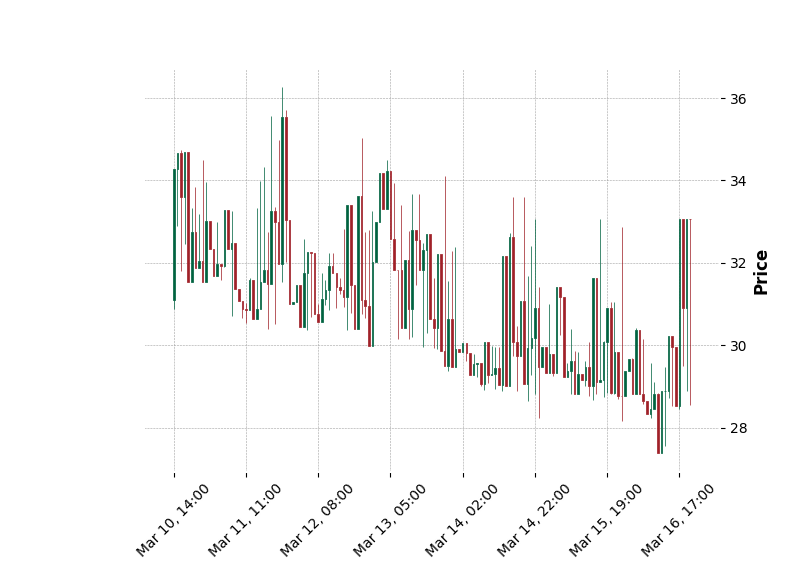 36
34
32
30
28
Price
Mar 10, 14:00
Mar 11, 11:00
Mar 12, 08:00
Mar 13, 05:00
Mar 14, 02:00
Mar 14, 22:00
Mar 15, 19:00
Mar 16, 17:00